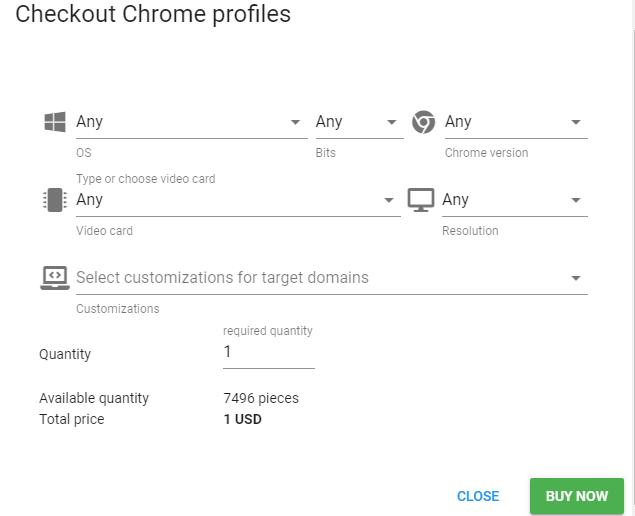 Checkout Chrome profiles
Any Any Any
OS Bits Chrome version
Type or choose video card
Any Any
Video card Resolution
Select customizations for target domains
Customizations
required quantity
Quantity 1
Available quantity 7496 pieces
Total price 1 USD
CLOSE BUY NOW